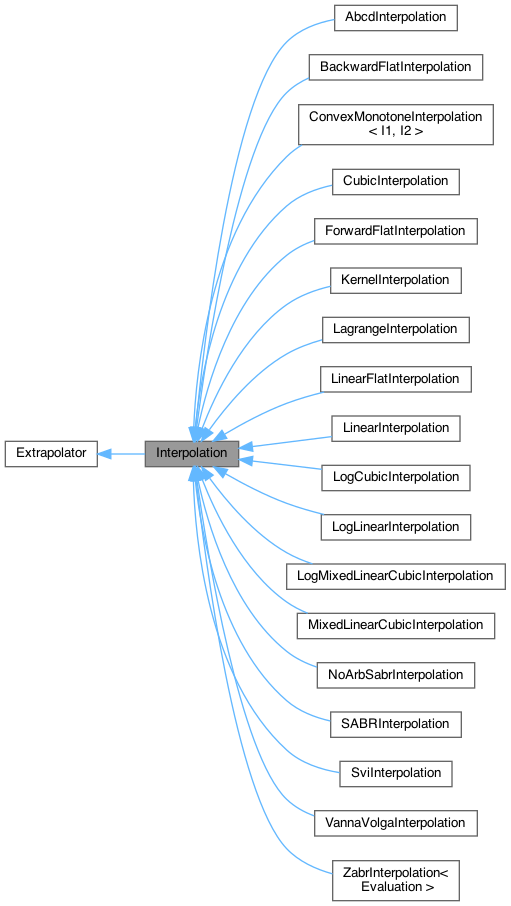 AbcdInterpolation
BackwardFlatInterpolation
ConvexMonotoneInterpolation
< I1, I2 >
CubicInterpolation
ForwardFlatInterpolation
KernelInterpolation
LagrangeInterpolation
LinearFlatInterpolation
LinearInterpolation
Extrapolator
Interpolation
LogCubicInterpolation
LogLinearInterpolation
LogMixedLinearCubicInterpolation
MixedLinearCubicInterpolation
NoArbSabrInterpolation
SABRInterpolation
SviInterpolation
VannaVolgaInterpolation
ZabrInterpolation<
Evaluation >